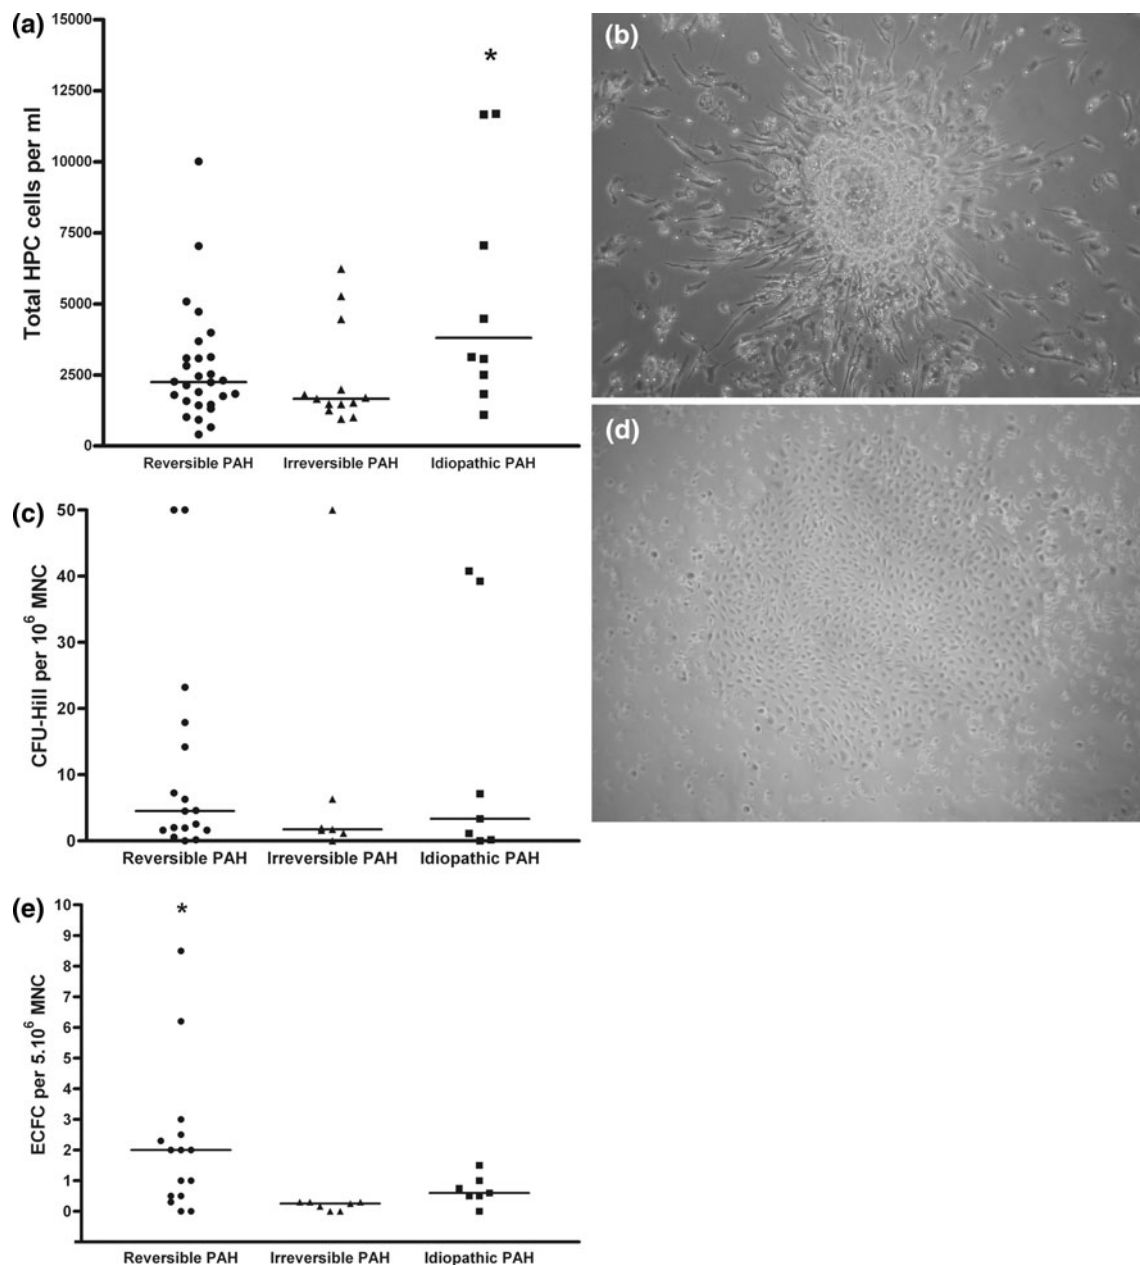 (a)
15000
*
12500
10000
7500
5000
2500
0
Total HPC cells per ml
Reversible PAH Irreversible PAH Idiopathic PAH
(b)
(c)
50
40
30
20
10
0
CFU-Hill per 10⁶ MNC
Reversible PAH Irreversible PAH Idiopathic PAH
(d)
(e)
10
*
9
8
7
6
5
4
3
2
1
0
ECFC per 5.10⁶ MNC
Reversible PAH Irreversible PAH Idiopathic PAH